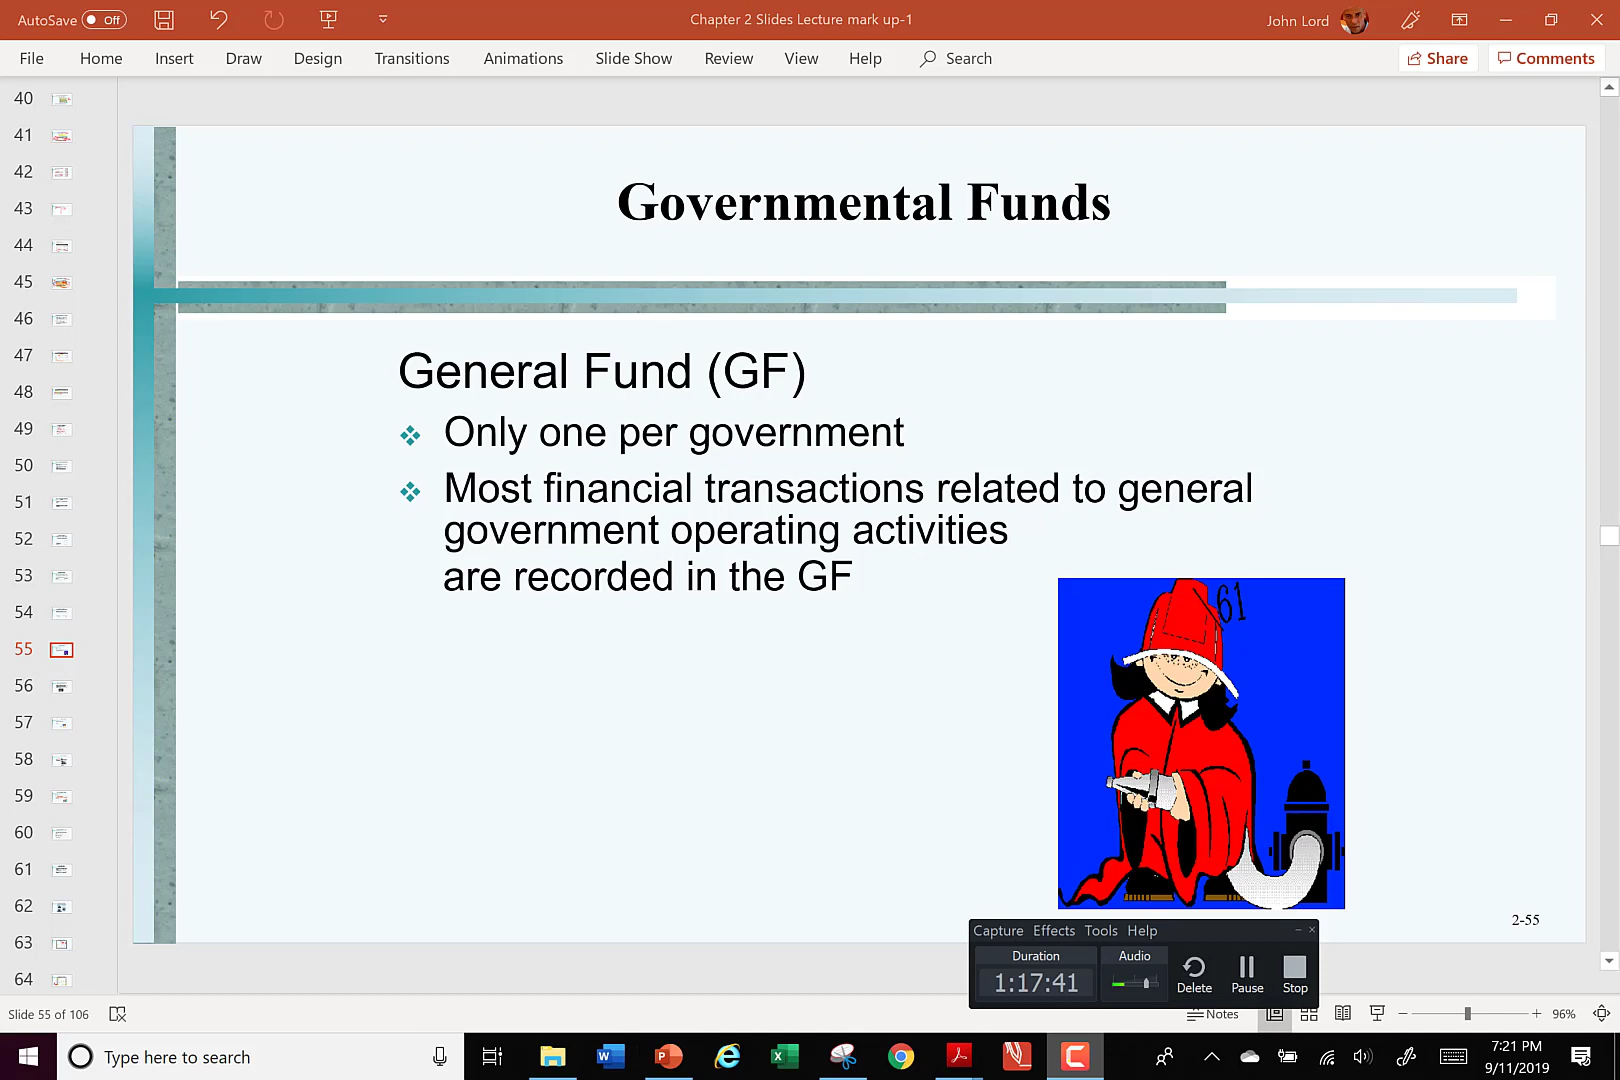 AutoSave Off
Chapter 2 Slides Lecture mark up-1
John Lord
File Home Insert Draw Design Transitions Animations Slide Show Review View Help Search
Share Comments
40
41
42
43
44
45
46
47
48
49
50
51
52
53
54
55
56
57
58
59
60
61
62
63
64
Governmental Funds
General Fund (GF)
Only one per government
Most financial transactions related to general
government operating activities
are recorded in the GF
61
2-55
Capture Effects Tools Help
Duration Audio
1:17:41
Delete Pause Stop
Slide 55 of 106
Notes
96%
Type here to search
7:21 PM
9/11/2019